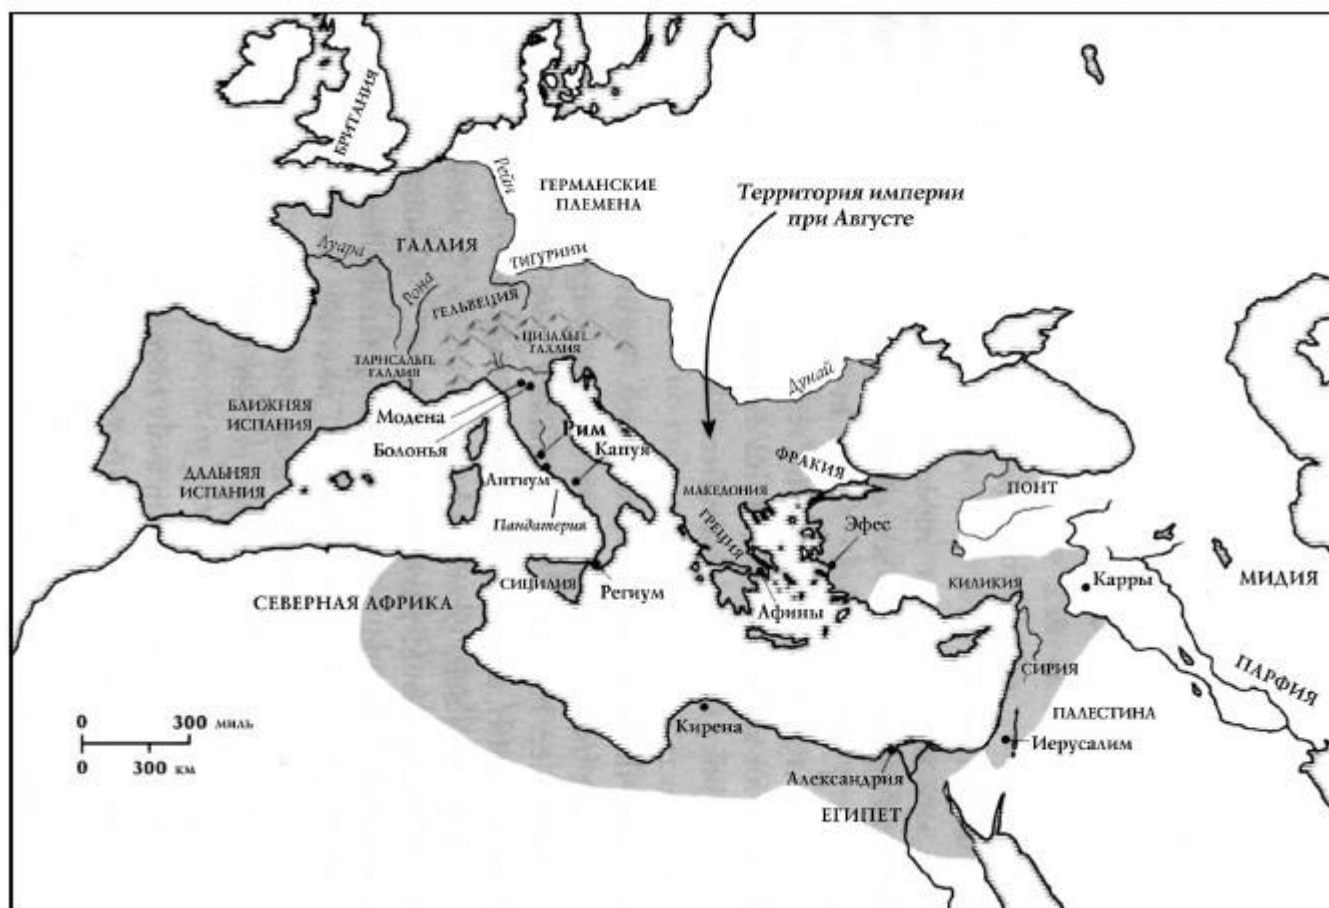 БРИТАНИЯ
Рейн
ГЕРМАНСКИЕ
ПЛЕМЕНА
Территория империи
при Августе
Луара
ГАЛЛИЯ
ТИГУРИНИ
Рона
ГЕЛЬВЕЦИЯ
ЦИЗАЛЬП.
ГАЛЛИЯ
ТАРНСАЛЬП.
ГАЛЛИЯ
Дунай
БЛИЖНЯЯ
ИСПАНИЯ
Модена
Болонья
Рим
Капуя
ФРАКИЯ
ДАЛЬНЯЯ
ИСПАНИЯ
Антиум
МАКЕДОНИЯ
ПОНТ
Пандатерия
ГРЕЦИЯ
Эфес
СИЦИЛИЯ
Региум
КИЛИКИЯ
Карры
МИДИЯ
СЕВЕРНАЯ АФРИКА
Афины
СИРИЯ
ПАРФИЯ
0 300 миль
0 300 км
Кирена
ПАЛЕСТИНА
Иерусалим
Александрия
ЕГИПЕТ